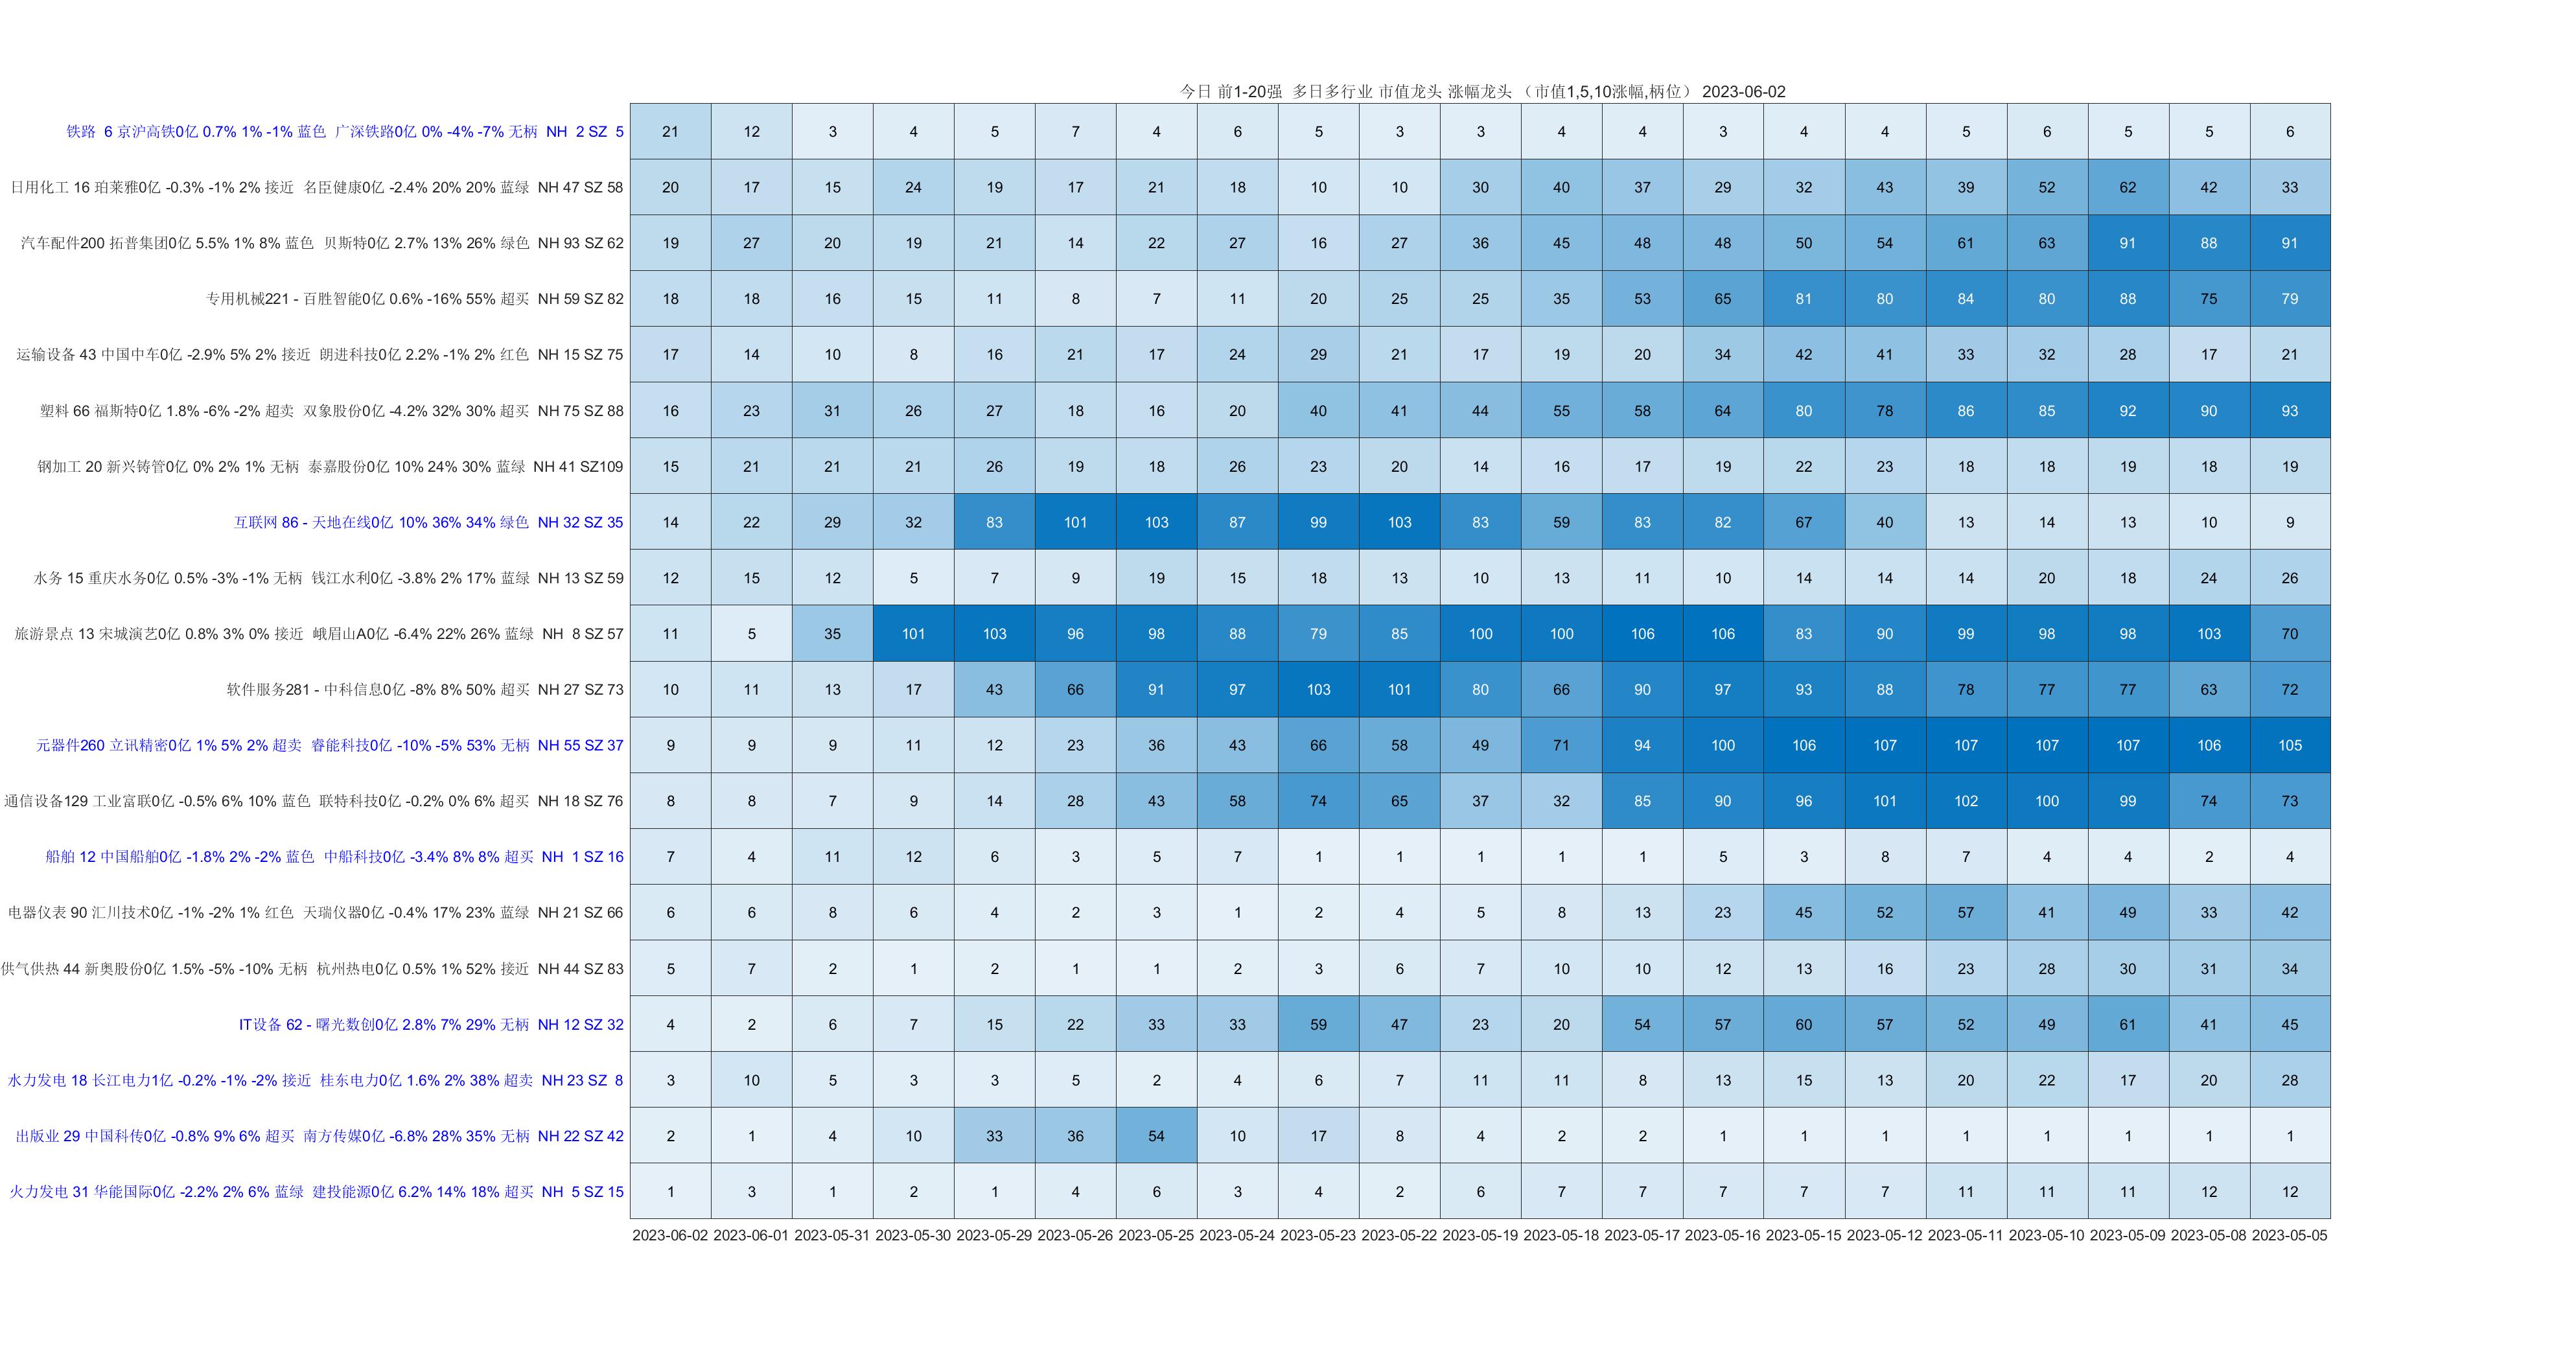 今日 前1-20强 多日多行业 市值龙头 涨幅龙头 （市值1,5,10涨幅,柄位） 2023-06-02
铁路 6 京沪高铁0亿 0.7% 1% -1% 蓝色 广深铁路0亿 0% -4% -7% 无柄 NH 2 SZ 5 21 12 3 4 5 7 4 6 5 3 3 4 4 3 4 4 5 6 5 5 6
日用化工 16 珀莱雅0亿 -0.3% -1% 2% 接近 名臣健康0亿 -2.4% 20% 20% 蓝绿 NH 47 SZ 58 20 17 15 24 19 17 21 18 10 10 30 40 37 29 32 43 39 52 62 42 33
汽车配件200 拓普集团0亿 5.5% 1% 8% 蓝色 贝斯特0亿 2.7% 13% 26% 绿色 NH 93 SZ 62 19 27 20 19 21 14 22 27 16 27 36 45 48 48 50 54 61 63 91 88 91
专用机械221 - 百胜智能0亿 0.6% -16% 55% 超买 NH 59 SZ 82 18 18 16 15 11 8 7 11 20 25 25 35 53 65 81 80 84 80 88 75 79
运输设备 43 中国中车0亿 -2.9% 5% 2% 接近 朗进科技0亿 2.2% -1% 2% 红色 NH 15 SZ 75 17 14 10 8 16 21 17 24 29 21 17 19 20 34 42 41 33 32 28 17 21
塑料 66 福斯特0亿 1.8% -6% -2% 超卖 双象股份0亿 -4.2% 32% 30% 超买 NH 75 SZ 88 16 23 31 26 27 18 16 20 40 41 44 55 58 64 80 78 86 85 92 90 93
钢加工 20 新兴铸管0亿 0% 2% 1% 无柄 泰嘉股份0亿 10% 24% 30% 蓝绿 NH 41 SZ109 15 21 21 21 26 19 18 26 23 20 14 16 17 19 22 23 18 18 19 18 19
互联网 86 - 天地在线0亿 10% 36% 34% 绿色 NH 32 SZ 35 14 22 29 32 83 101 103 87 99 103 83 59 83 82 67 40 13 14 13 10 9
水务 15 重庆水务0亿 0.5% -3% -1% 无柄 钱江水利0亿 -3.8% 2% 17% 蓝绿 NH 13 SZ 59 12 15 12 5 7 9 19 15 18 13 10 13 11 10 14 14 14 20 18 24 26
旅游景点 13 宋城演艺0亿 0.8% 3% 0% 接近 峨眉山A0亿 -6.4% 22% 26% 蓝绿 NH 8 SZ 57 11 5 35 101 103 96 98 88 79 85 100 100 106 106 83 90 99 98 98 103 70
软件服务281 - 中科信息0亿 -8% 8% 50% 超买 NH 27 SZ 73 10 11 13 17 43 66 91 97 103 101 80 66 90 97 93 88 78 77 77 63 72
元器件260 立讯精密0亿 1% 5% 2% 超卖 睿能科技0亿 -10% -5% 53% 无柄 NH 55 SZ 37 9 9 9 11 12 23 36 43 66 58 49 71 94 100 106 107 107 107 107 106 105
通信设备129 工业富联0亿 -0.5% 6% 10% 蓝色 联特科技0亿 -0.2% 0% 6% 超买 NH 18 SZ 76 8 8 7 9 14 28 43 58 74 65 37 32 85 90 96 101 102 100 99 74 73
船舶 12 中国船舶0亿 -1.8% 2% -2% 蓝色 中船科技0亿 -3.4% 8% 8% 超买 NH 1 SZ 16 7 4 11 12 6 3 5 7 1 1 1 1 1 5 3 8 7 4 4 2 4
电器仪表 90 汇川技术0亿 -1% -2% 1% 红色 天瑞仪器0亿 -0.4% 17% 23% 蓝绿 NH 21 SZ 66 6 6 8 6 4 2 3 1 2 4 5 8 13 23 45 52 57 41 49 33 42
供气供热 44 新奥股份0亿 1.5% -5% -10% 无柄 杭州热电0亿 0.5% 1% 52% 接近 NH 44 SZ 83 5 7 2 1 2 1 1 2 3 6 7 10 10 12 13 16 23 28 30 31 34
IT设备 62 - 曙光数创0亿 2.8% 7% 29% 无柄 NH 12 SZ 32 4 2 6 7 15 22 33 33 59 47 23 20 54 57 60 57 52 49 61 41 45
水力发电 18 长江电力1亿 -0.2% -1% -2% 接近 桂东电力0亿 1.6% 2% 38% 超卖 NH 23 SZ 8 3 10 5 3 3 5 2 4 6 7 11 11 8 13 15 13 20 22 17 20 28
出版业 29 中国科传0亿 -0.8% 9% 6% 超买 南方传媒0亿 -6.8% 28% 35% 无柄 NH 22 SZ 42 2 1 4 10 33 36 54 10 17 8 4 2 2 1 1 1 1 1 1 1 1
火力发电 31 华能国际0亿 -2.2% 2% 6% 蓝绿 建投能源0亿 6.2% 14% 18% 超买 NH 5 SZ 15 1 3 1 2 1 4 6 3 4 2 6 7 7 7 7 7 11 11 11 12 12
2023-06-02 2023-06-01 2023-05-31 2023-05-30 2023-05-29 2023-05-26 2023-05-25 2023-05-24 2023-05-23 2023-05-22 2023-05-19 2023-05-18 2023-05-17 2023-05-16 2023-05-15 2023-05-12 2023-05-11 2023-05-10 2023-05-09 2023-05-08 2023-05-05